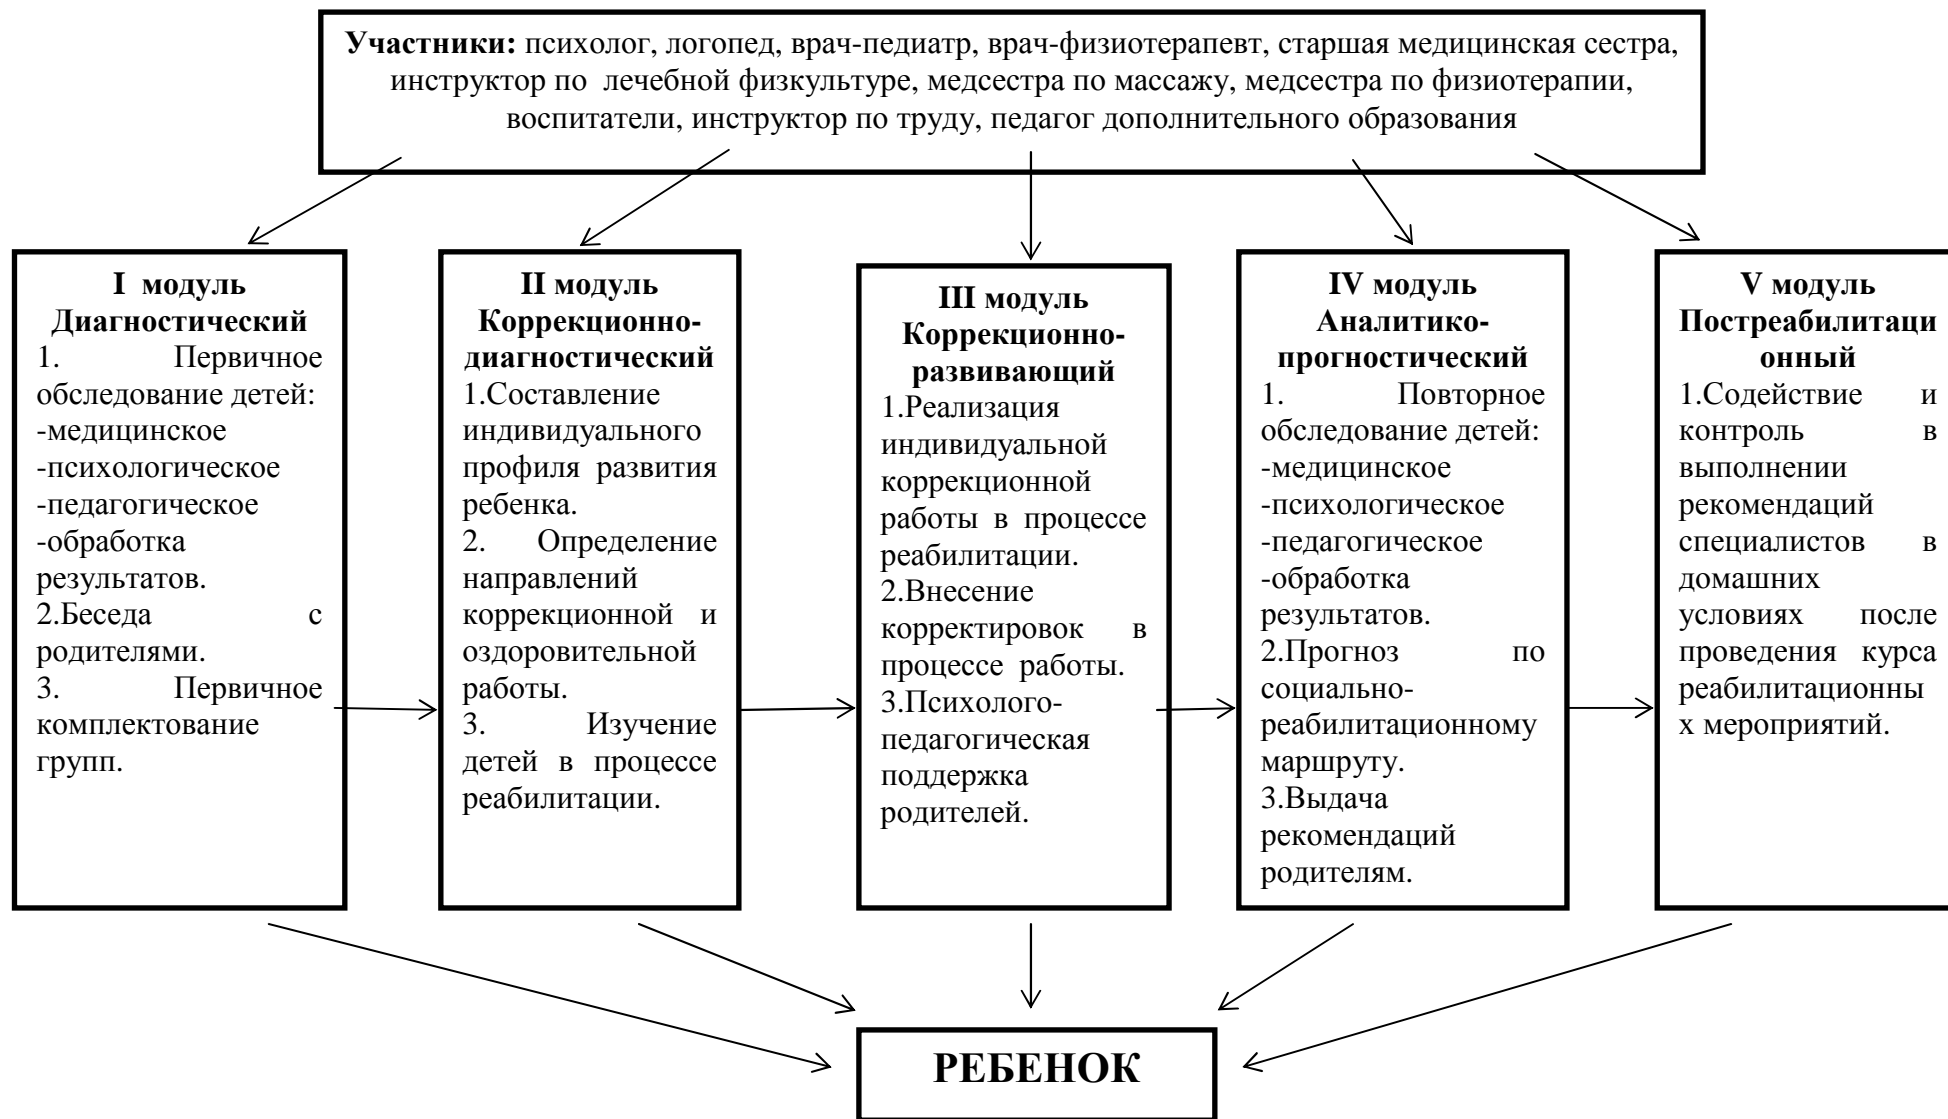 Участники: психолог, логопед, врач-педиатр, врач-физиотерапевт, старшая медицинская сестра,
инструктор по лечебной физкультуре, медсестра по массажу, медсестра по физиотерапии,
воспитатели, инструктор по труду, педагог дополнительного образования
I модуль
Диагностический
1. Первичное
обследование детей:
-медицинское
-психологическое
-педагогическое
-обработка
результатов.
2.Беседа с
родителями.
3. Первичное
комплектование
групп.
II модуль
Коррекционно-
диагностический
1.Составление
индивидуального
профиля развития
ребенка.
2. Определение
направлений
коррекционной и
оздоровительной
работы.
3. Изучение
детей в процессе
реабилитации.
III модуль
Коррекционно-
развивающий
1.Реализация
индивидуальной
коррекционной
работы в процессе
реабилитации.
2.Внесение
корректировок в
процессе работы.
3.Психолого-
педагогическая
поддержка
родителей.
IV модуль
Аналитико-
прогностический
1. Повторное
обследование детей:
-медицинское
-психологическое
-педагогическое
-обработка
результатов.
2.Прогноз по
социально-
реабилитационному
маршруту.
3.Выдача
рекомендаций
родителям.
V модуль
Постреабилитаци
онный
1.Содействие и
контроль в
выполнении
рекомендаций
специалистов в
домашних
условиях после
проведения курса
реабилитационны
х мероприятий.
РЕБЕНОК